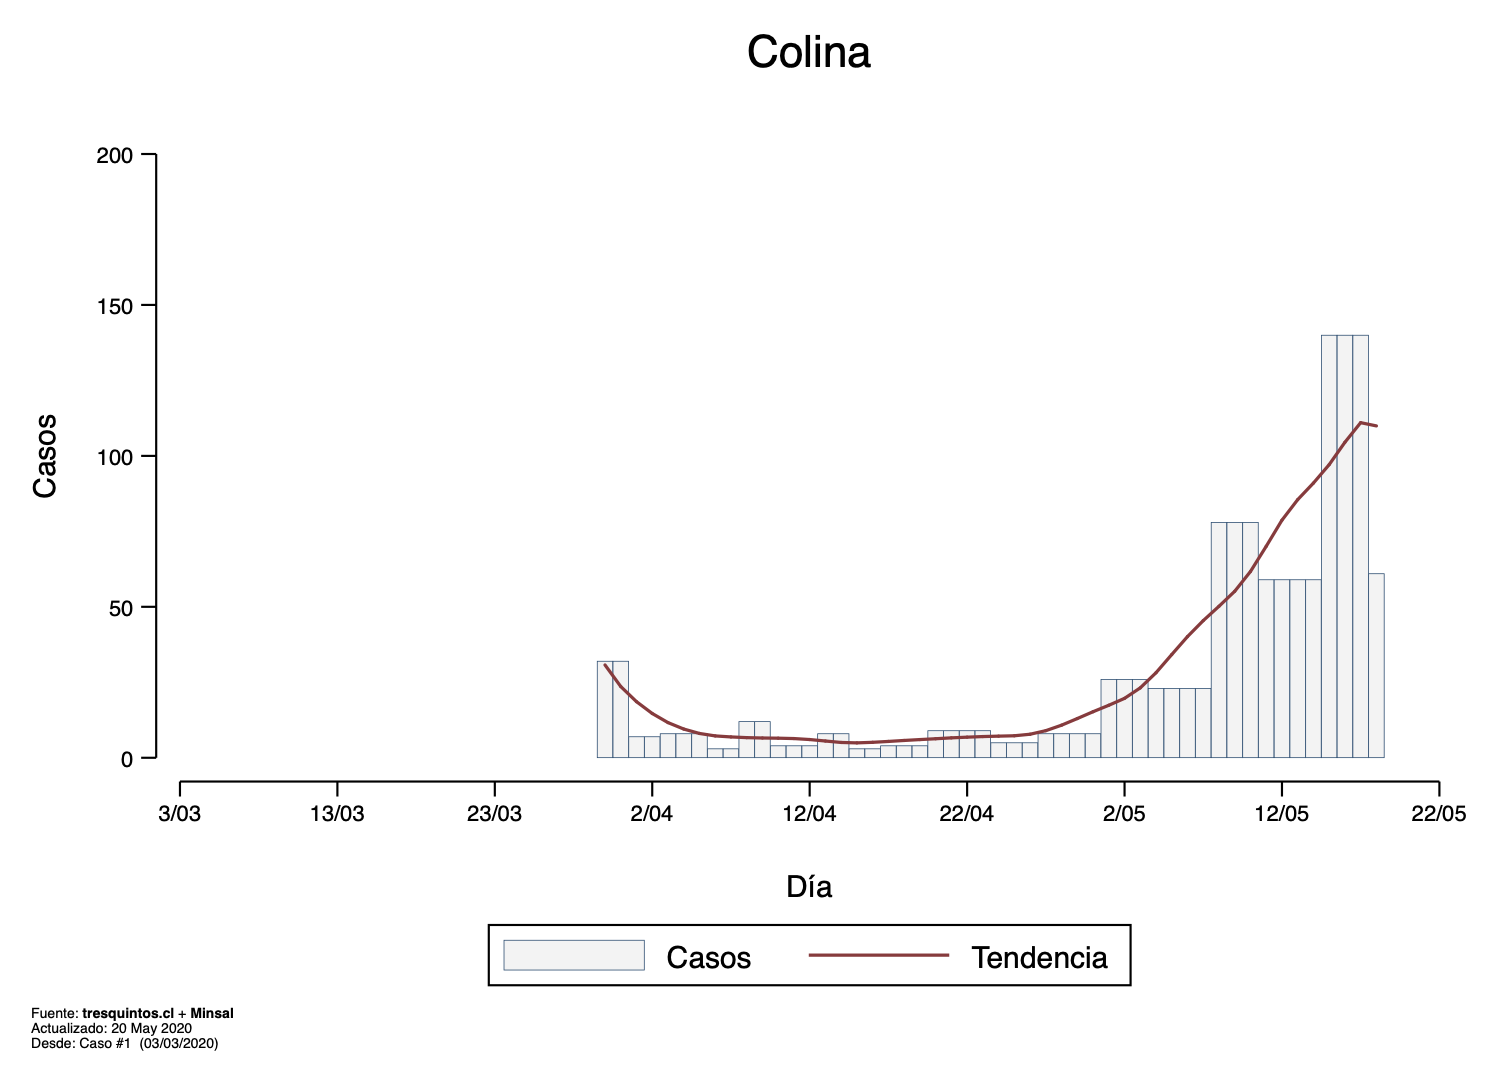 Colina
200
150
100
50
0
Casos
3/03 13/03 23/03 2/04 12/04 22/04 2/05 12/05 22/05
Día
Casos Tendencia
Fuente: tresquintos.cl + Minsal
Actualizado: 20 May 2020
Desde: Caso #1 (03/03/2020)